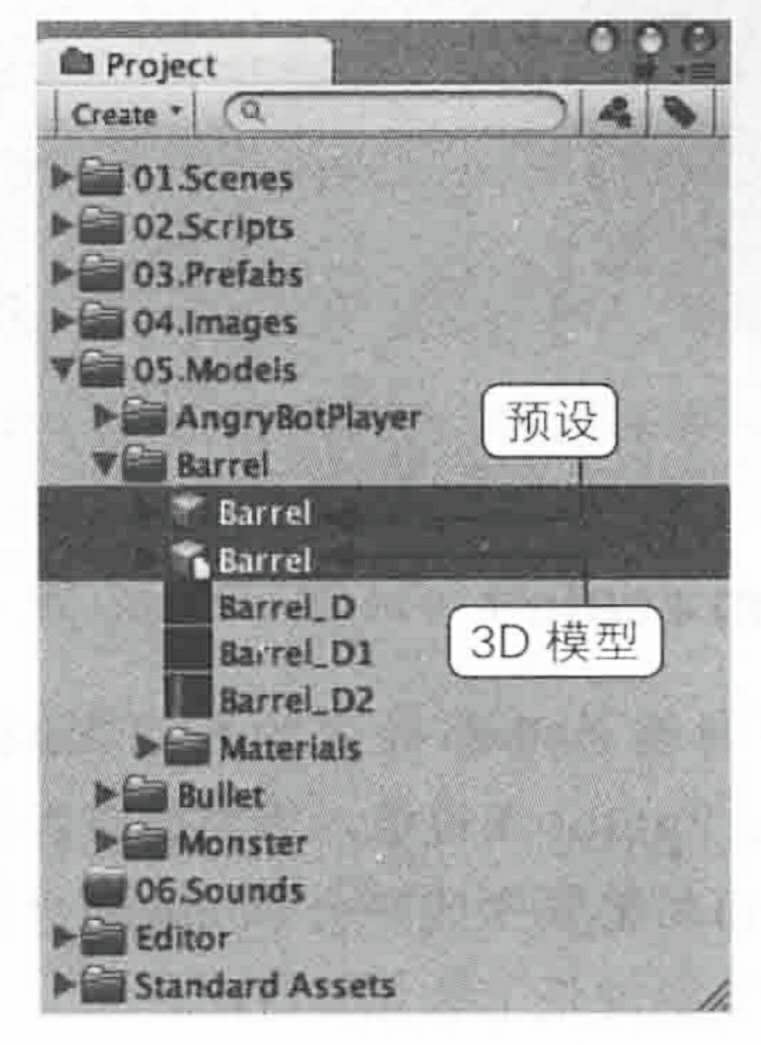 Project
Create
01.Scenes
02.Scripts
03.Prefabs
04.Images
05.Models
AngryBotPlayer
预设
Barrel
Barrel
Barrel
Barrel_D
3D 模型
Barrel_D1
Barrel_D2
Materials
Bullet
Monster
06.Sounds
Editor
Standard Assets